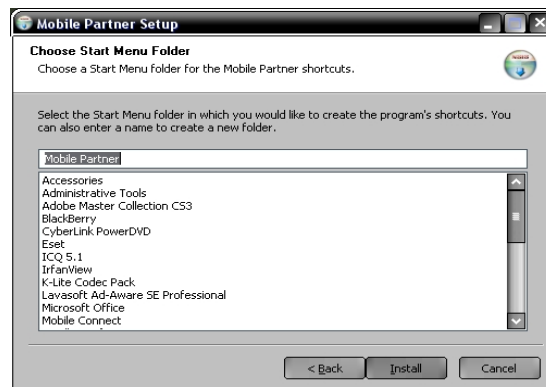 Mobile Partner Setup
Choose Start Menu Folder
Choose a Start Menu folder for the Mobile Partner shortcuts.
Select the Start Menu folder in which you would like to create the program's shortcuts. You
can also enter a name to create a new folder.
Mobile Partner
Accessories
Administrative Tools
Adobe Master Collection CS3
BlackBerry
CyberLink PowerDVD
Eset
ICQ 5.1
IrfanView
K-Lite Codec Pack
Lavasoft Ad-Aware SE Professional
Microsoft Office
Mobile Connect
< Back Install Cancel